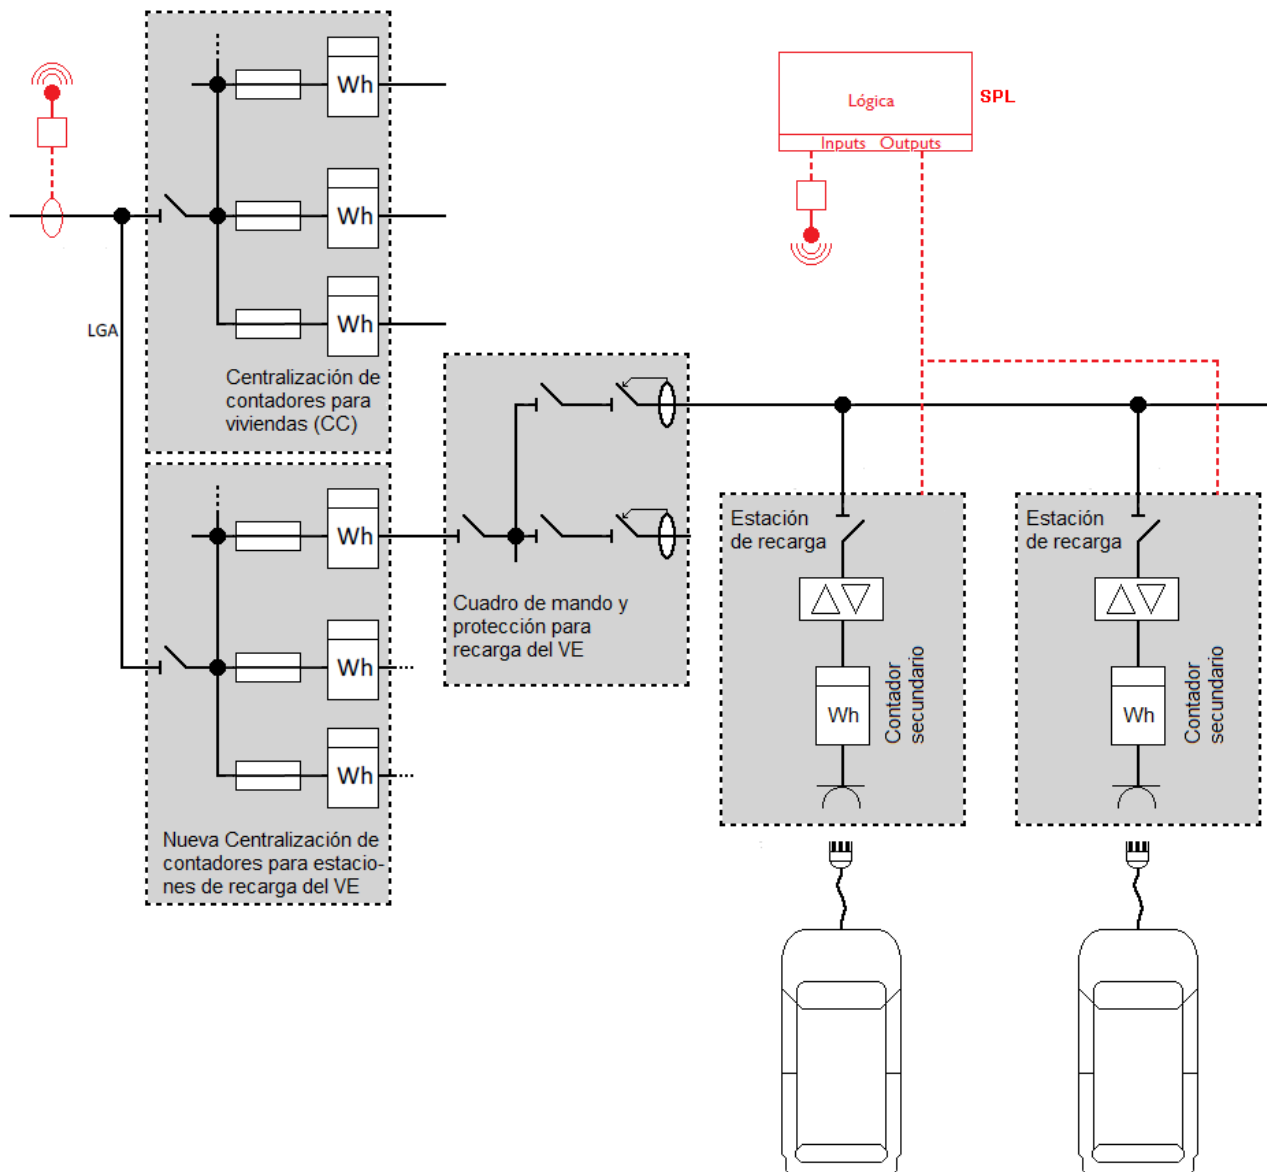 Wh
Lógica
SPL
Inputs Outputs
Wh
LGA
Wh
Centralización de
contadores para
viviendas (CC)
Wh
Estación
de recarga
Estación
de recarga
Cuadro de mando y
protección para
recarga del VE
Wh
Wh
Contador
secundario
Wh
Contador
secundario
Wh
Nueva Centralización de
contadores para estacio-
nes de recarga del VE